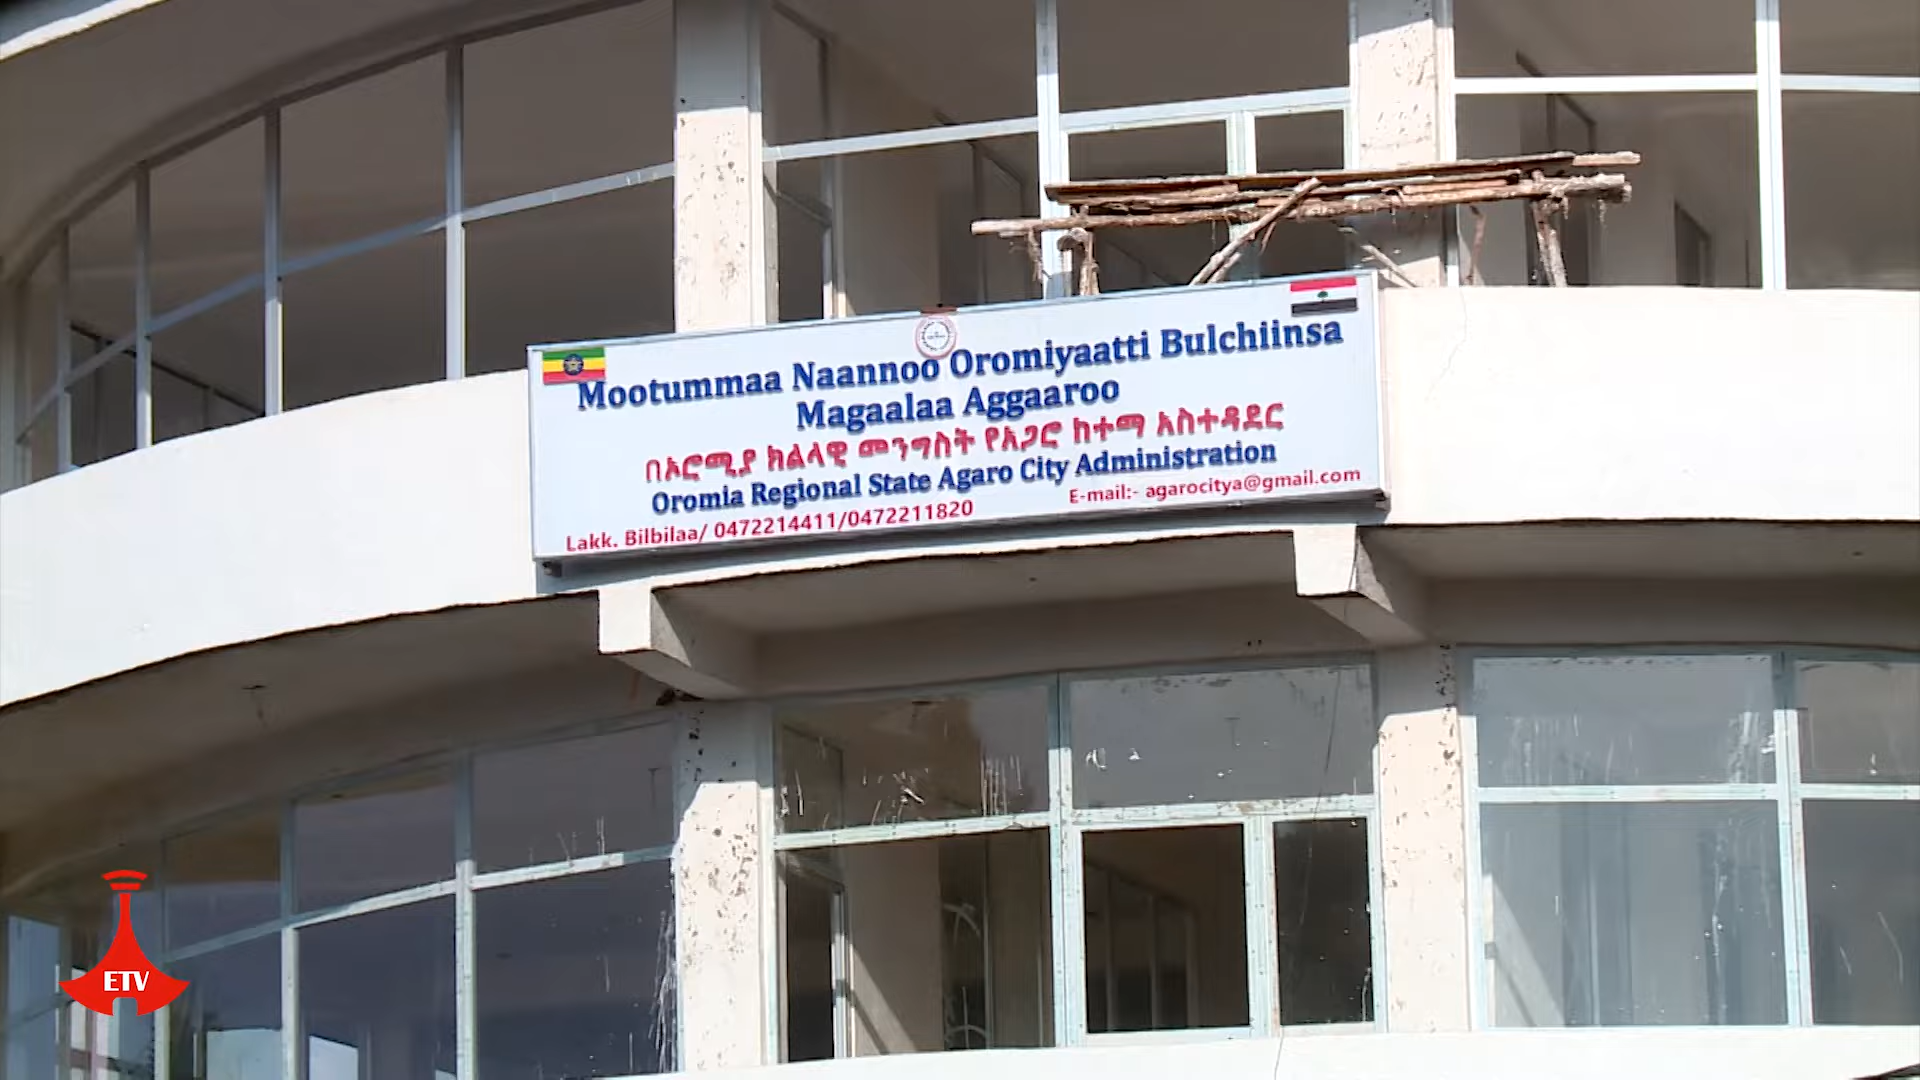 Mootummaa Naannoo Oromiyaatti Bulchiinsa
Magaalaa Aggaaroo
በኦሮሚያ ክልላዊ መንግስት የአጋሮ ከተማ አስተዳደር
Oromia Regional State Agaro City Administration
Lakk. Bilbilaa/ 0472214411/0472211820
E-mail:- agarocitya@gmail.com
ETV